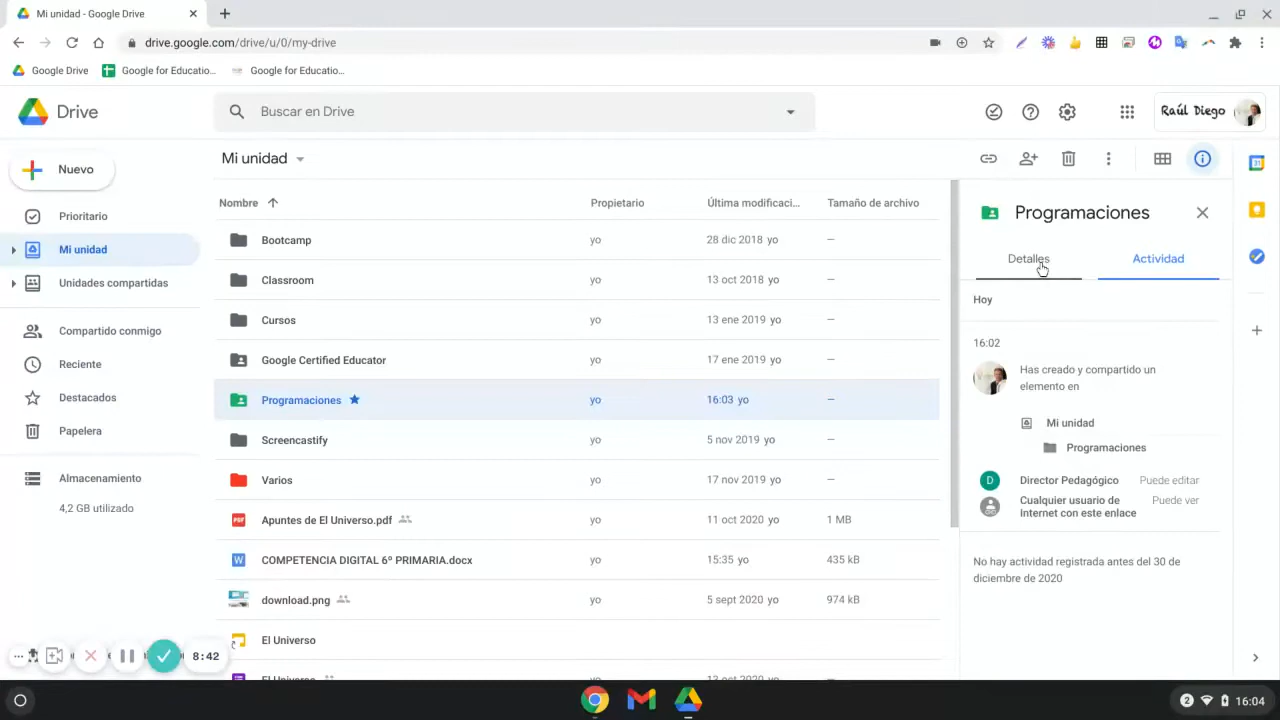 Mi unidad - Google Drive
drive.google.com/drive/u/0/my-drive
Google Drive
Google for Educatio...
Google for Educatio...
Drive
Buscar en Drive
Raúl Diego
Nuevo
Mi unidad
Prioritario
Mi unidad
Unidades compartidas
Compartido conmigo
Reciente
Destacados
Papelera
Almacenamiento
4,2 GB utilizado
Nombre Propietario Última modificaci... Tamaño de archivo
Bootcamp yo 28 dic 2018 yo —
Classroom yo 13 oct 2018 yo —
Cursos yo 13 ene 2019 yo —
Google Certified Educator yo 17 ene 2019 yo —
Programaciones yo 16:03 yo —
Screencastify yo 5 nov 2019 yo —
Varios yo 17 nov 2019 yo —
PDF Apuntes de El Universo.pdf yo 11 oct 2020 yo 1 MB
W COMPETENCIA DIGITAL 6º PRIMARIA.docx yo 15:35 yo 435 kB
download.png yo 5 sept 2020 yo 974 kB
El Universo
Programaciones
Detalles Actividad
Hoy
16:02
Has creado y compartido un
elemento en
Mi unidad
Programaciones
D Director Pedagógico Puede editar
Cualquier usuario de Puede ver
Internet con este enlace
No hay actividad registrada antes del 30 de
diciembre de 2020
31
8:42
2 16:04